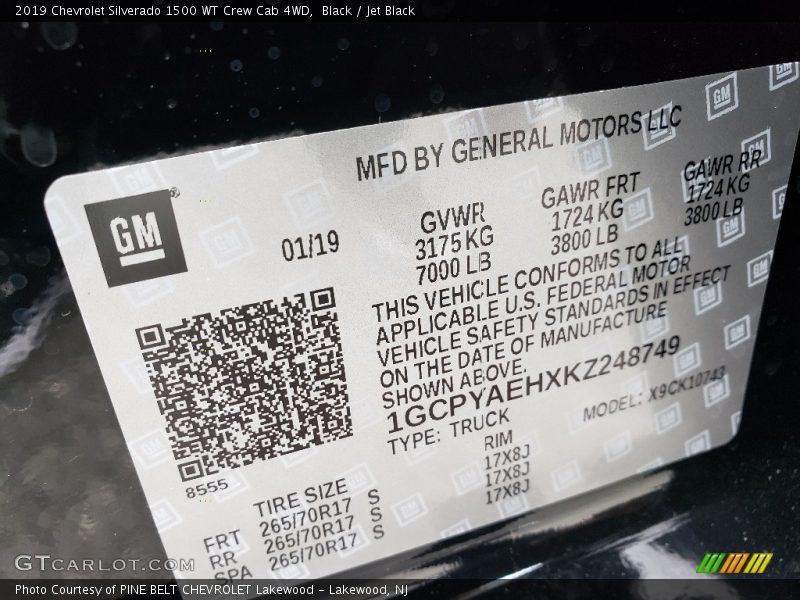 2019 Chevrolet Silverado 1500 WT Crew Cab 4WD, Black / Jet Black
MFD BY GENERAL MOTORS LLC
GM
01/19
GVWR
3175 KG
7000 LB
GAWR FRT
1724 KG
3800 LB
GAWR RR
1724 KG
3800 LB
THIS VEHICLE CONFORMS TO ALL
APPLICABLE U.S. FEDERAL MOTOR
VEHICLE SAFETY STANDARDS IN EFFECT
ON THE DATE OF MANUFACTURE
SHOWN ABOVE.
1GCPYAEHXKZ248749
TYPE: TRUCK
MODEL: X9CK10743
8555
TIRE SIZE
RIM
FRT 265/70R17 S 17X8J
RR 265/70R17 S 17X8J
SPA 265/70R17 S 17X8J
GTCARLOT.COM
Photo Courtesy of PINE BELT CHEVROLET Lakewood - Lakewood, NJ